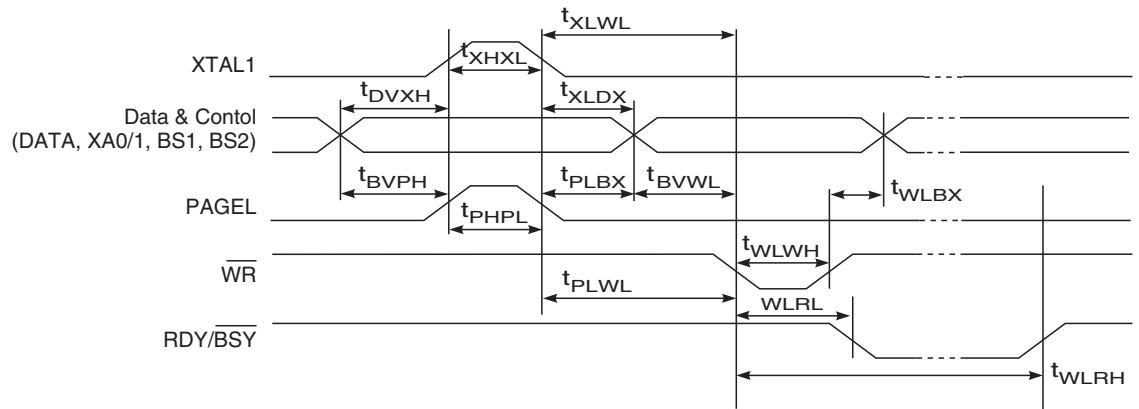 tXLWL
XTAL1
tXHXL
tDVXH
tXLDX
Data & Contol
(DATA, XA0/1, BS1, BS2)
tBVPH
tPLBX
tBVWL
tWLBX
PAGEL
tPHPL
tWLWH
WR
tPLWL
WLRL
RDY/BSY
tWLRH